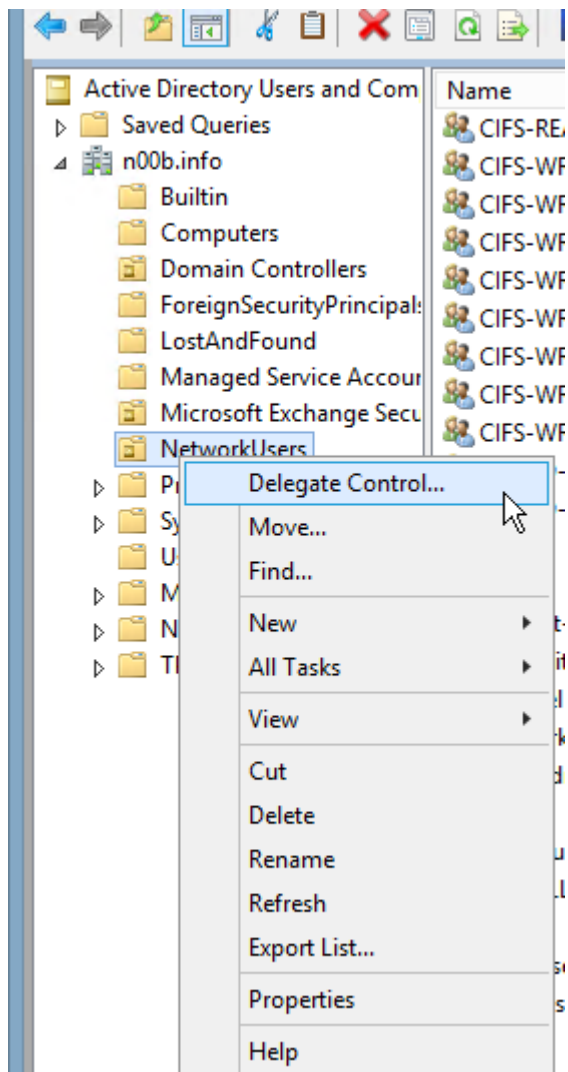 Active Directory Users and Com
Name
Saved Queries
n00b.info
Builtin
Computers
Domain Controllers
ForeignSecurityPrincipals
LostAndFound
Managed Service Accour
Microsoft Exchange Secu
NetworkUsers
CIFS-REA
CIFS-WF
CIFS-WF
CIFS-WF
CIFS-WF
CIFS-WF
CIFS-WF
CIFS-WF
CIFS-WF
Delegate Control...
Move...
Find...
New
All Tasks
View
Cut
Delete
Rename
Refresh
Export List...
Properties
Help